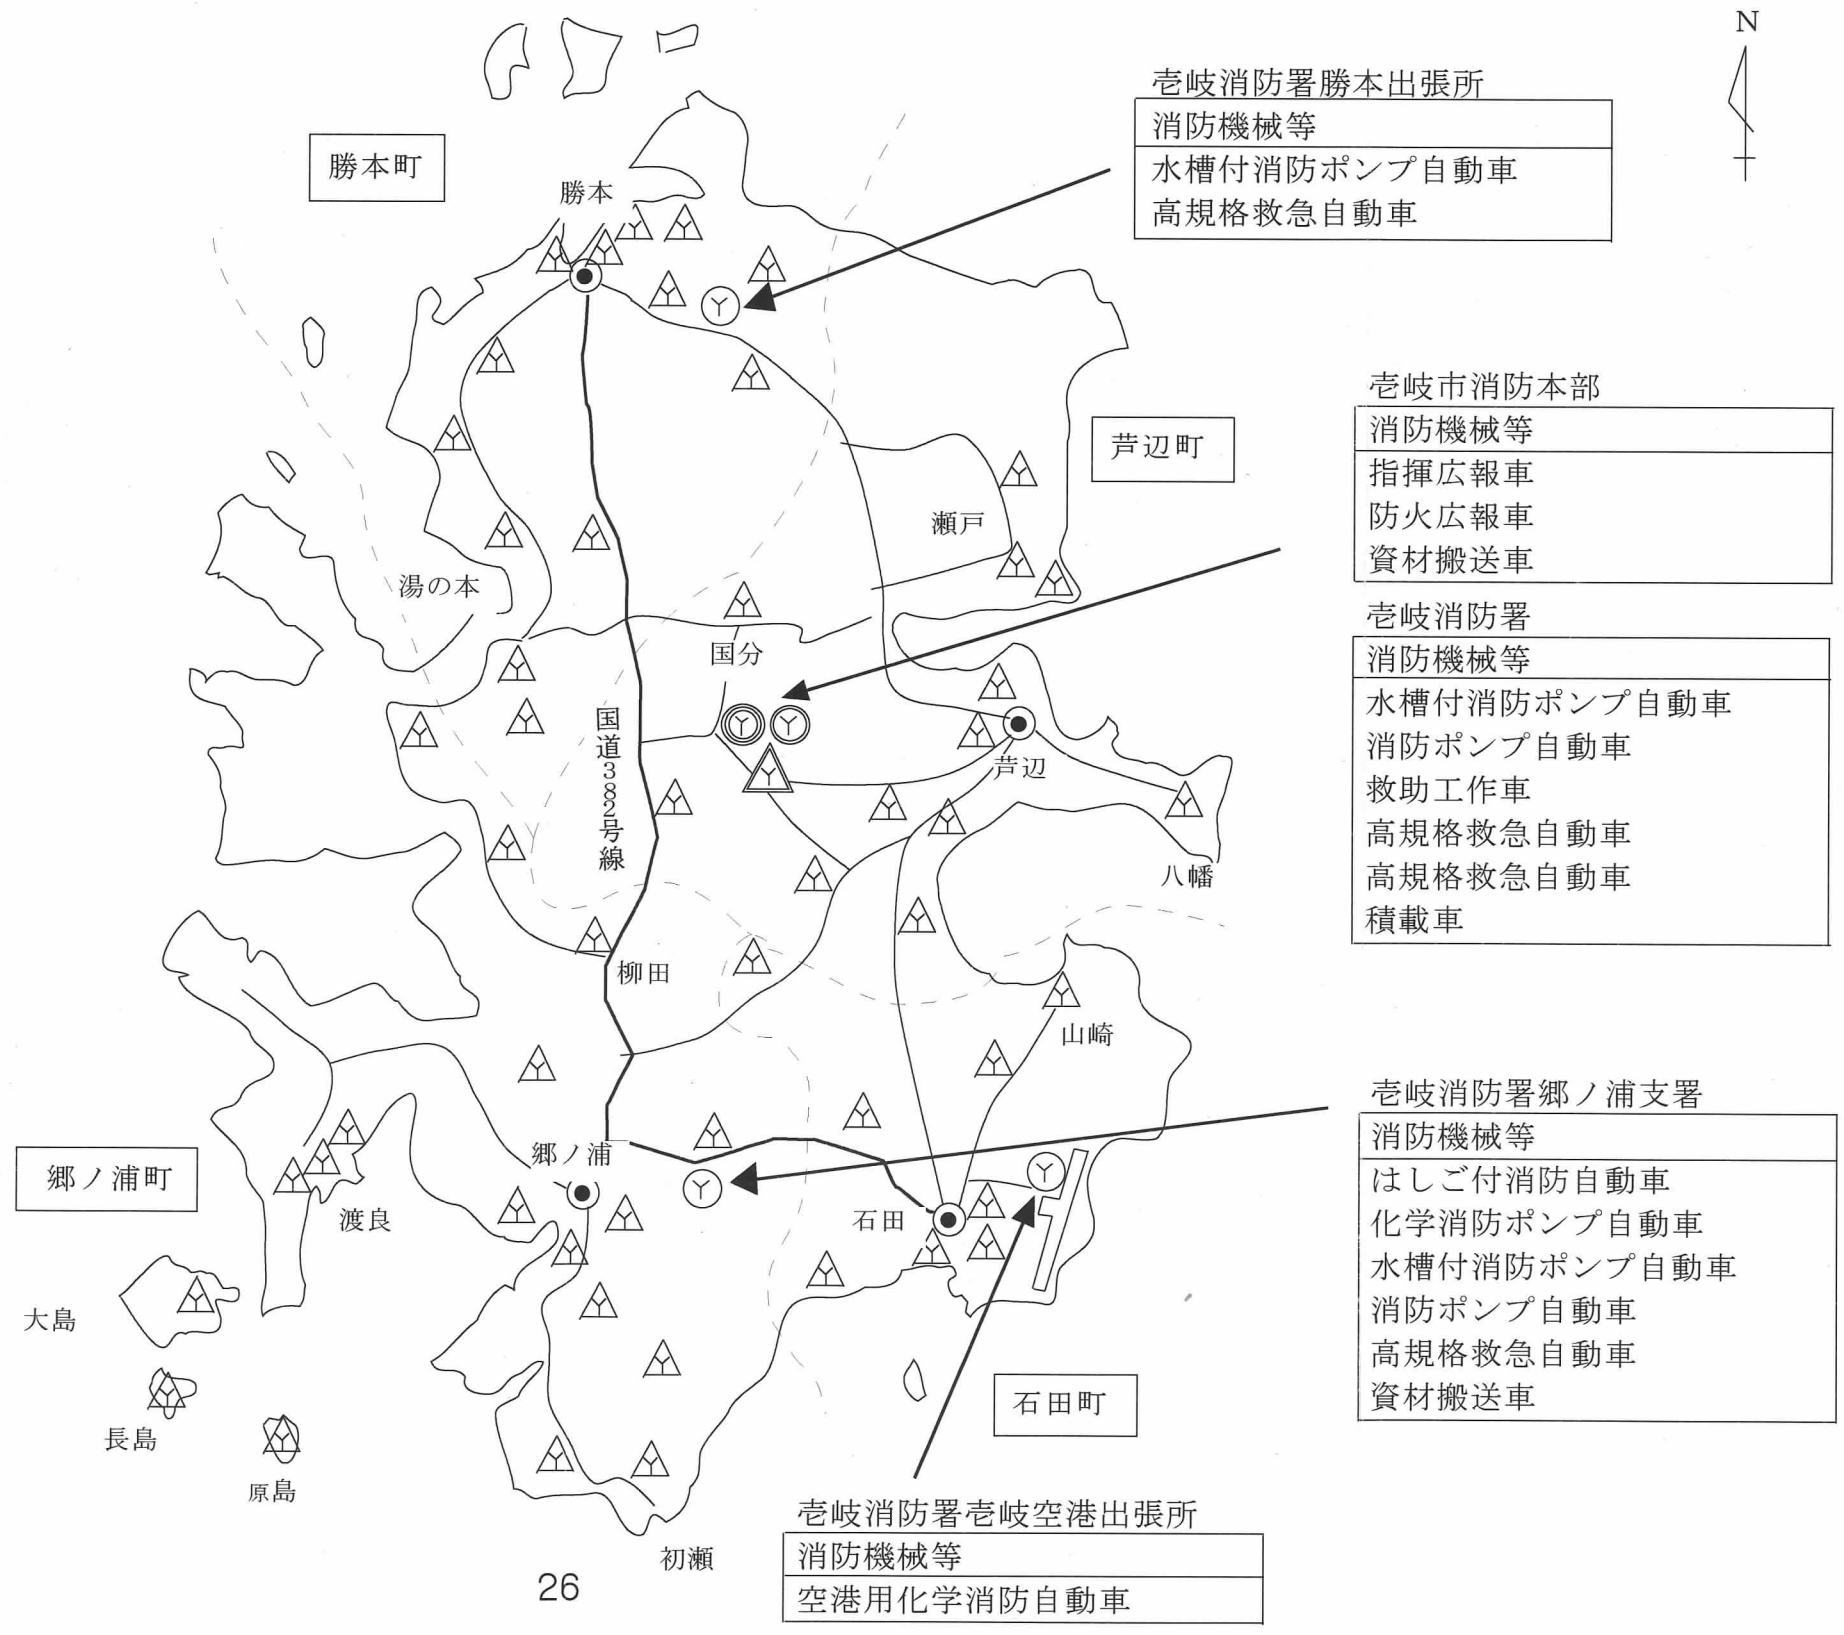 N
壱岐消防署勝本出張所
消防機械等
水槽付消防ポンプ自動車
高規格救急自動車
勝本町
勝本
壱岐市消防本部
消防機械等
指揮広報車
防火広報車
資材搬送車
芦辺町
瀬戸
湯の本
壱岐消防署
消防機械等
水槽付消防ポンプ自動車
消防ポンプ自動車
救助工作車
高規格救急自動車
高規格救急自動車
積載車
国分
国道382号線
芦辺
八幡
柳田
山崎
壱岐消防署郷ノ浦支署
消防機械等
はしご付消防自動車
化学消防ポンプ自動車
水槽付消防ポンプ自動車
消防ポンプ自動車
高規格救急自動車
資材搬送車
郷ノ浦
郷ノ浦町
渡良
石田
大島
長島
原島
石田町
初瀬
壱岐消防署壱岐空港出張所
消防機械等
空港用化学消防自動車
26